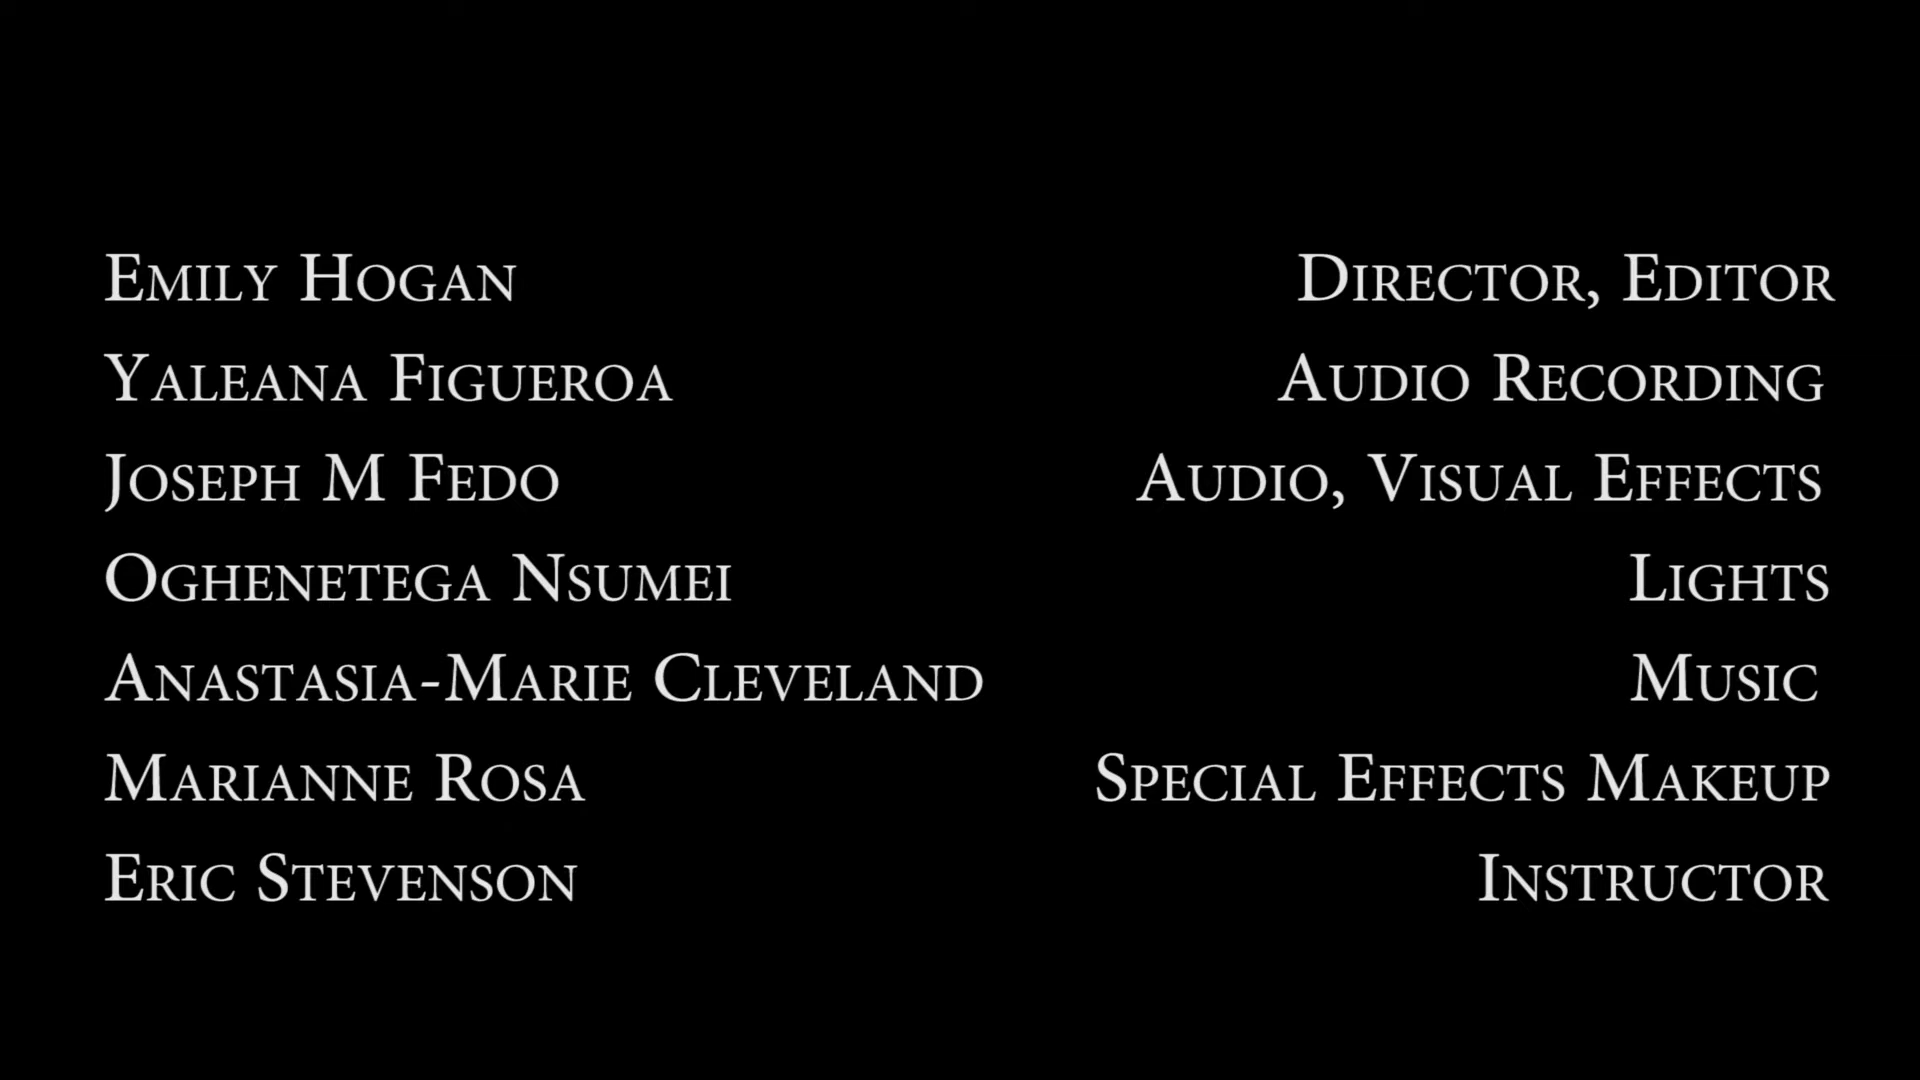 Emily Hogan Director, Editor
Yaleana Figueroa Audio Recording
Joseph M Fedo Audio, Visual Effects
Oghenetega Nsumei Lights
Anastasia-Marie Cleveland Music
Marianne Rosa Special Effects Makeup
Eric Stevenson Instructor